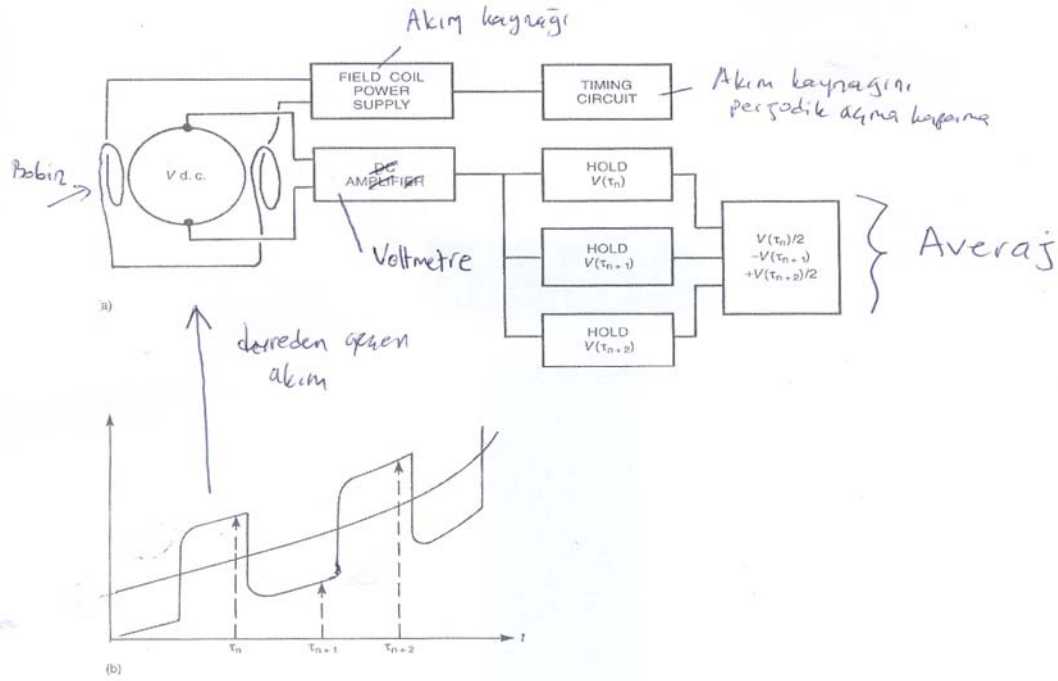 Akım kaynağı
FIELD COIL
POWER
SUPPLY
TIMING
CIRCUIT
Akım kaynağını
periyodik açma kapama
Bobin
V d.c.
DC
AMPLIFIER
Voltmetre
HOLD
V(τn)
HOLD
V(τn+1)
HOLD
V(τn+2)
V(τn)/2
−V(τn+1)
+V(τn+2)/2
Averaj
(a)
devreden geçen
akım
τn
τn+1
τn+2
t
(b)